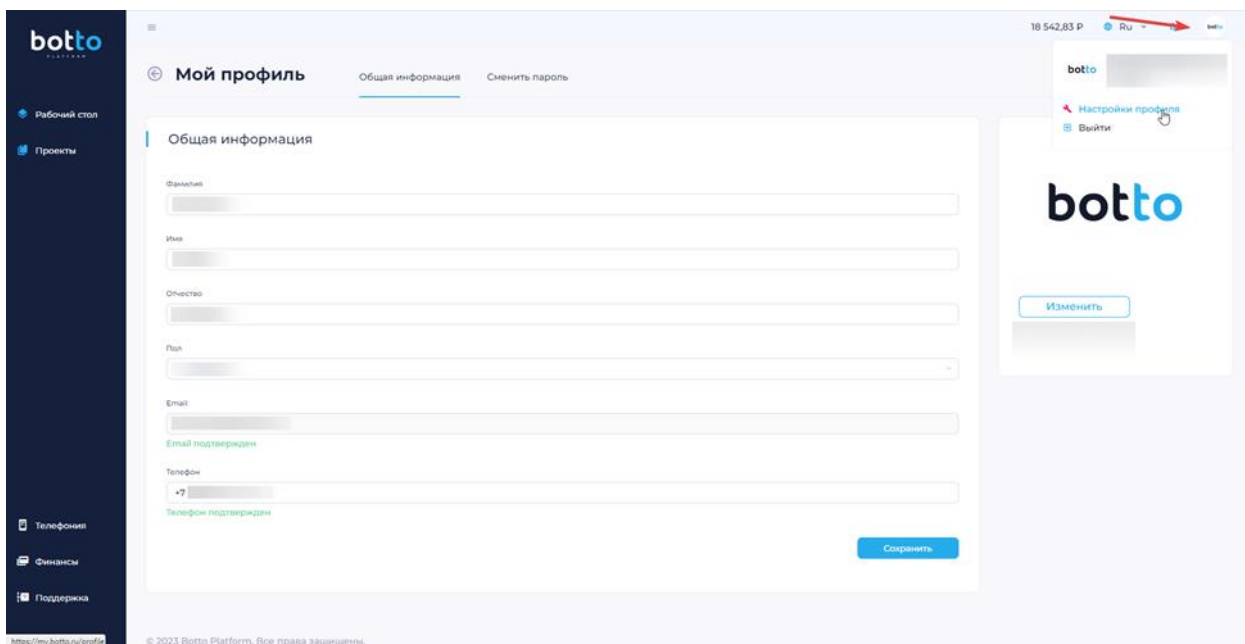 botto
PLATFORM
18 542,83 ₽
Ru
botto
Мой профиль
Общая информация
Сменить пароль
botto
Настройки профиля
Выйти
Рабочий стол
Проекты
Общая информация
Фамилия
Имя
Отчество
Пол
Email
Email подтвержден
Телефон
+7
Телефон подтвержден
Сохранить
botto
Изменить
Телефония
Финансы
Поддержка
https://my.botto.ru/profile
© 2023 Botto Platform. Все права защищены.